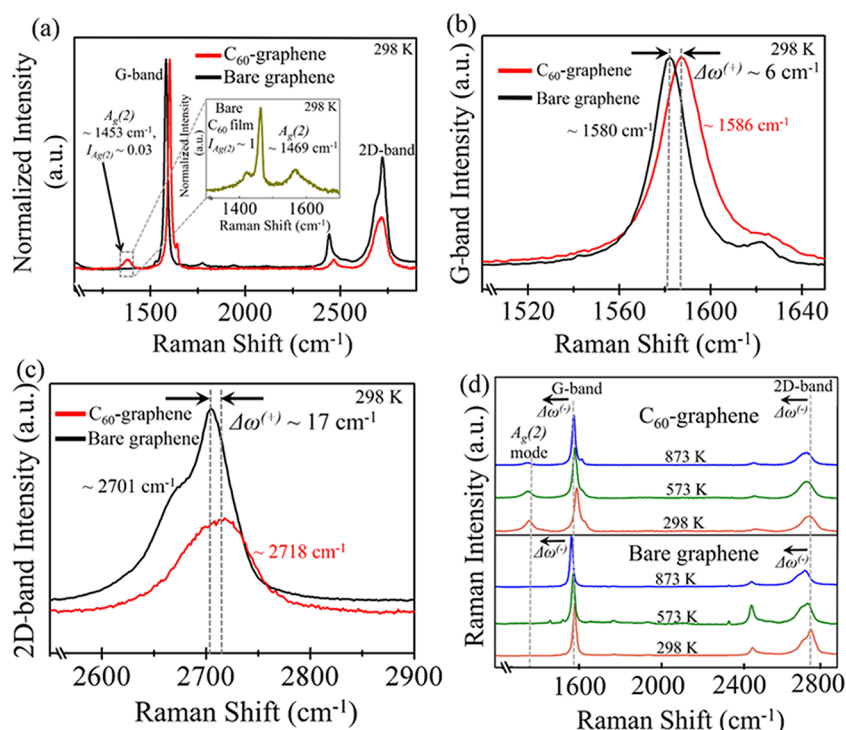 (a)
298 K
G-band
C60-graphene
Bare graphene
Ag(2)
~ 1453 cm-1,
IAg(2) ~ 0.03
Bare
C60 film
IAg(2) ~ 1
298 K
Ag(2)
~ 1469 cm-1
Normalized Intensity
(a.u.)
1400
1600
Raman Shift (cm-1)
2D-band
Normalized Intensity
(a.u.)
1500
2000
2500
Raman Shift (cm-1)
(b)
298 K
C60-graphene
Bare graphene
Δω(+) ~ 6 cm-1
~ 1580 cm-1
~ 1586 cm-1
G-band Intensity (a.u.)
1520
1560
1600
1640
Raman Shift (cm-1)
(c)
298 K
C60-graphene
Bare graphene
Δω(+) ~ 17 cm-1
~ 2701 cm-1
~ 2718 cm-1
2D-band Intensity (a.u.)
2600
2700
2800
2900
Raman Shift (cm-1)
(d)
G-band
2D-band
Δω(-)
C60-graphene
Δω(-)
Ag(2)
mode
873 K
573 K
298 K
Δω(-)
Bare graphene
Δω(-)
873 K
573 K
298 K
Raman Intensity (a.u.)
1600
2000
2400
2800
Raman Shift (cm-1)